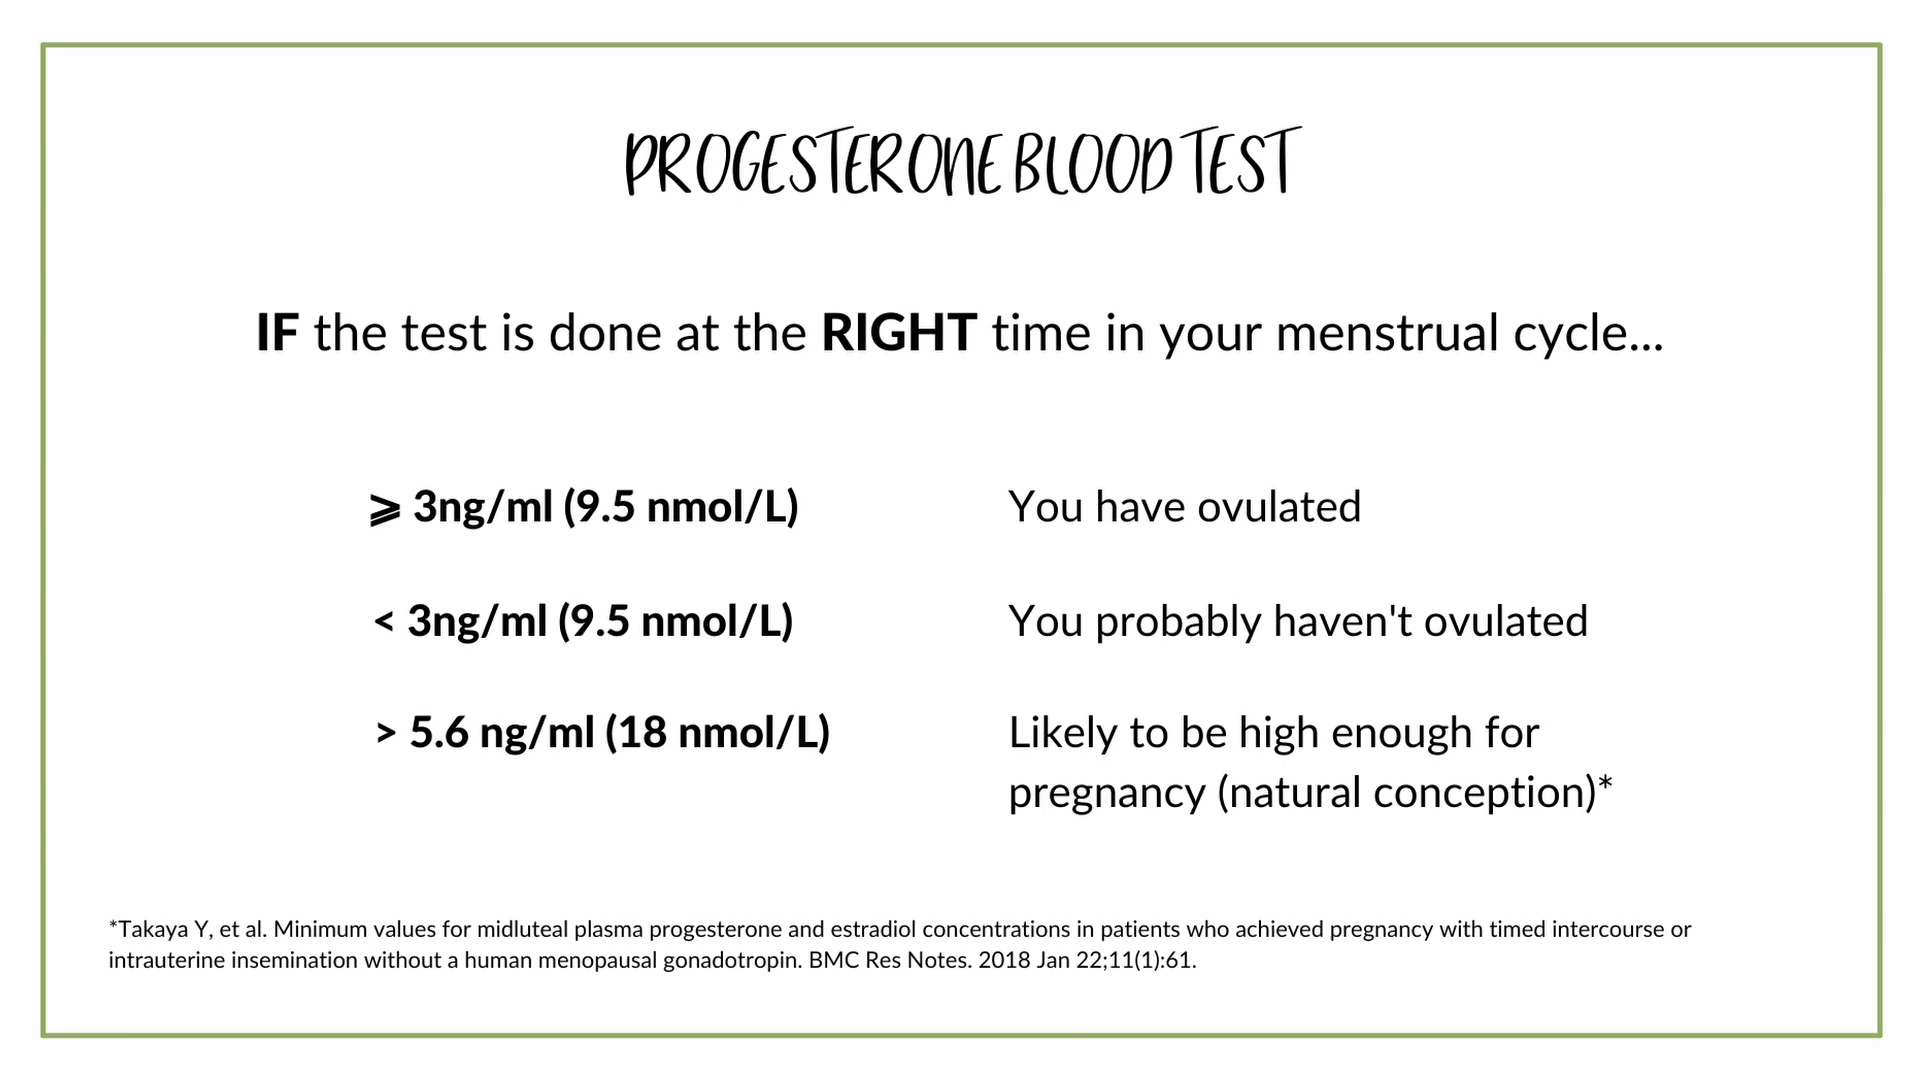 PROGESTERONE BLOOD TEST
IF the test is done at the RIGHT time in your menstrual cycle...
⩾ 3ng/ml (9.5 nmol/L) You have ovulated
< 3ng/ml (9.5 nmol/L) You probably haven't ovulated
> 5.6 ng/ml (18 nmol/L) Likely to be high enough for
pregnancy (natural conception)*
*Takaya Y, et al. Minimum values for midluteal plasma progesterone and estradiol concentrations in patients who achieved pregnancy with timed intercourse or
intrauterine insemination without a human menopausal gonadotropin. BMC Res Notes. 2018 Jan 22;11(1):61.